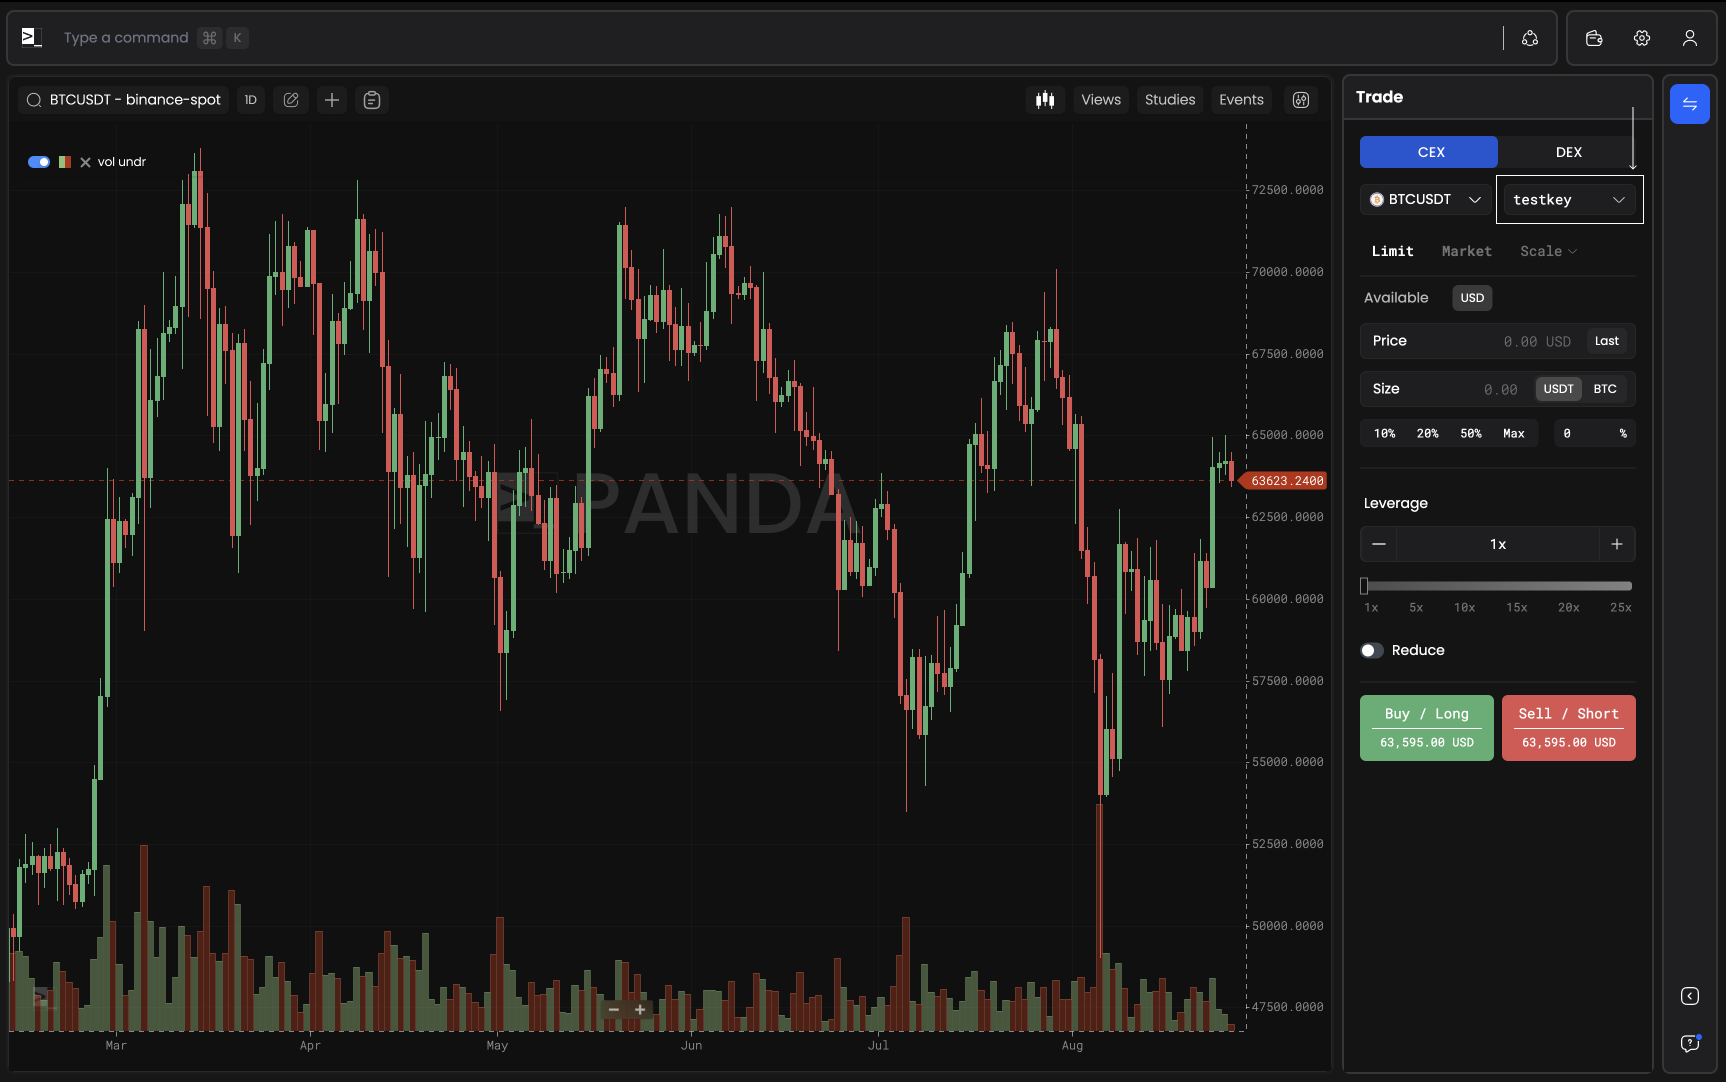 >_ Type a command ⌘ K
BTCUSDT - binance-spot 1D
Views Studies Events
vol undr
PANDA
72500.0000
70000.0000
67500.0000
65000.0000
63623.2400
62500.0000
60000.0000
57500.0000
55000.0000
52500.0000
50000.0000
47500.0000
Mar Apr May Jun Jul Aug
Trade
CEX DEX
BTCUSDT testkey
Limit Market Scale
Available USD
Price 0.00 USD Last
Size 0.00 USDT BTC
10% 20% 50% Max 0 %
Leverage
1x
1x 5x 10x 15x 20x 25x
Reduce
Buy / Long Sell / Short
63,595.00 USD 63,595.00 USD